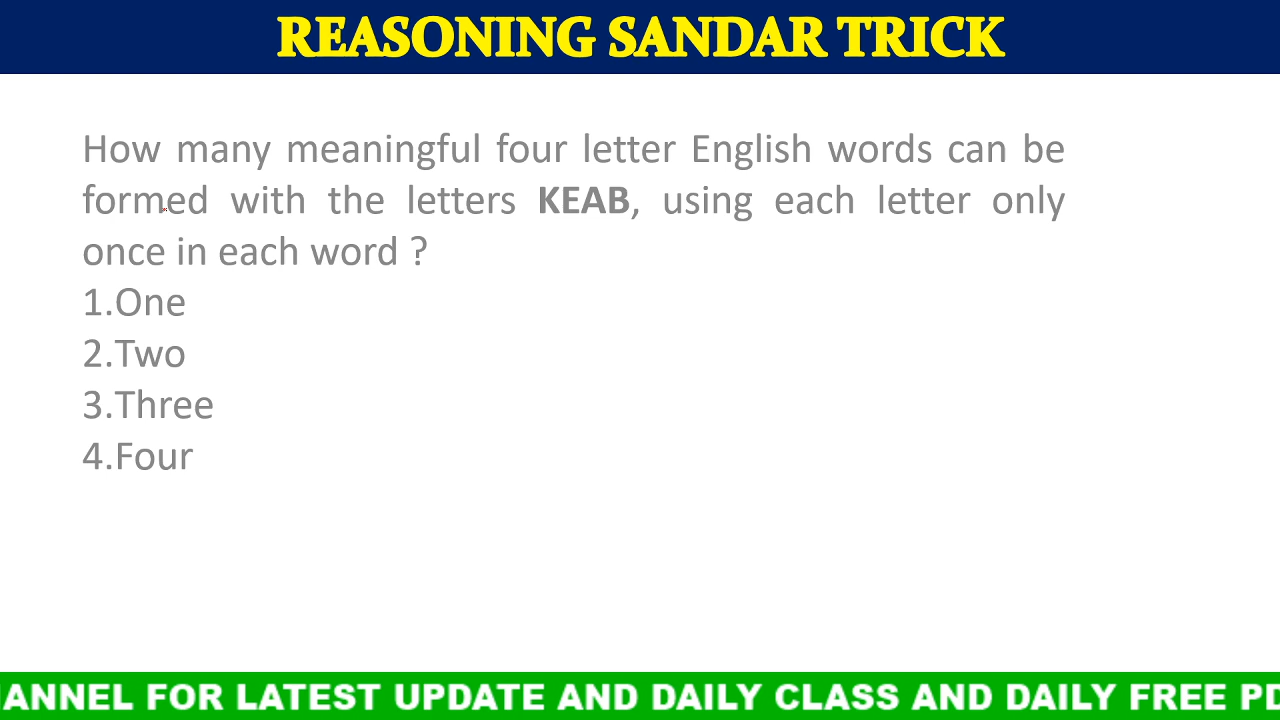 REASONING SANDAR TRICK
How many meaningful four letter English words can be
formed with the letters KEAB, using each letter only
once in each word ?
1.One
2.Two
3.Three
4.Four
HANNEL FOR LATEST UPDATE AND DAILY CLASS AND DAILY FREE PD